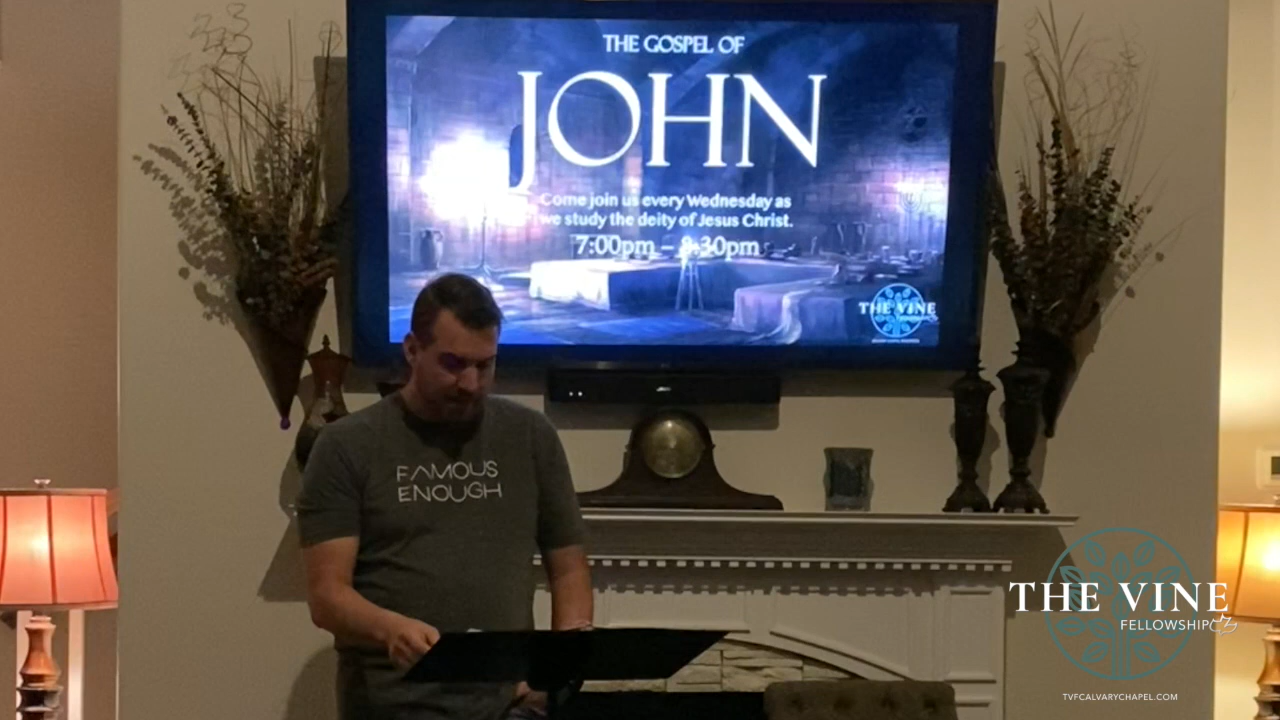 THE GOSPEL OF
JOHN
Come join us every Wednesday as
we study the deity of Jesus Christ.
7:00pm – 8:30pm
THE VINE
FAMOUS
ENOUGH
THE VINE
FELLOWSHIP
TVFCALVARYCHAPEL.COM